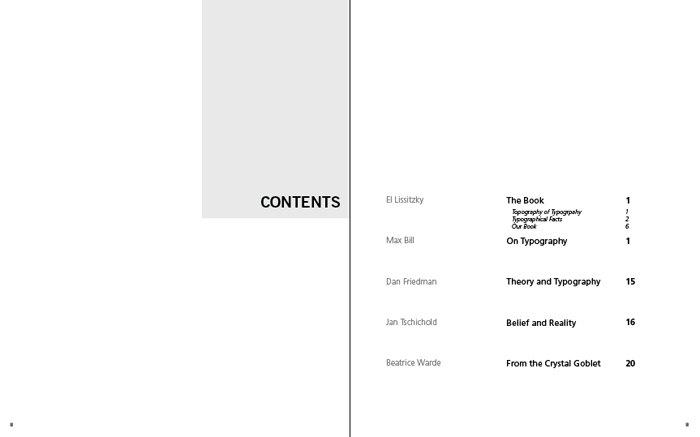 CONTENTS
El Lissitzky The Book 1
Topography of Typogrpahy 1
Typographical Facts 2
Our Book 6
Max Bill On Typography 1
Dan Friedman Theory and Typography 15
Jan Tschichold Belief and Reality 16
Beatrice Warde From the Crystal Goblet 20